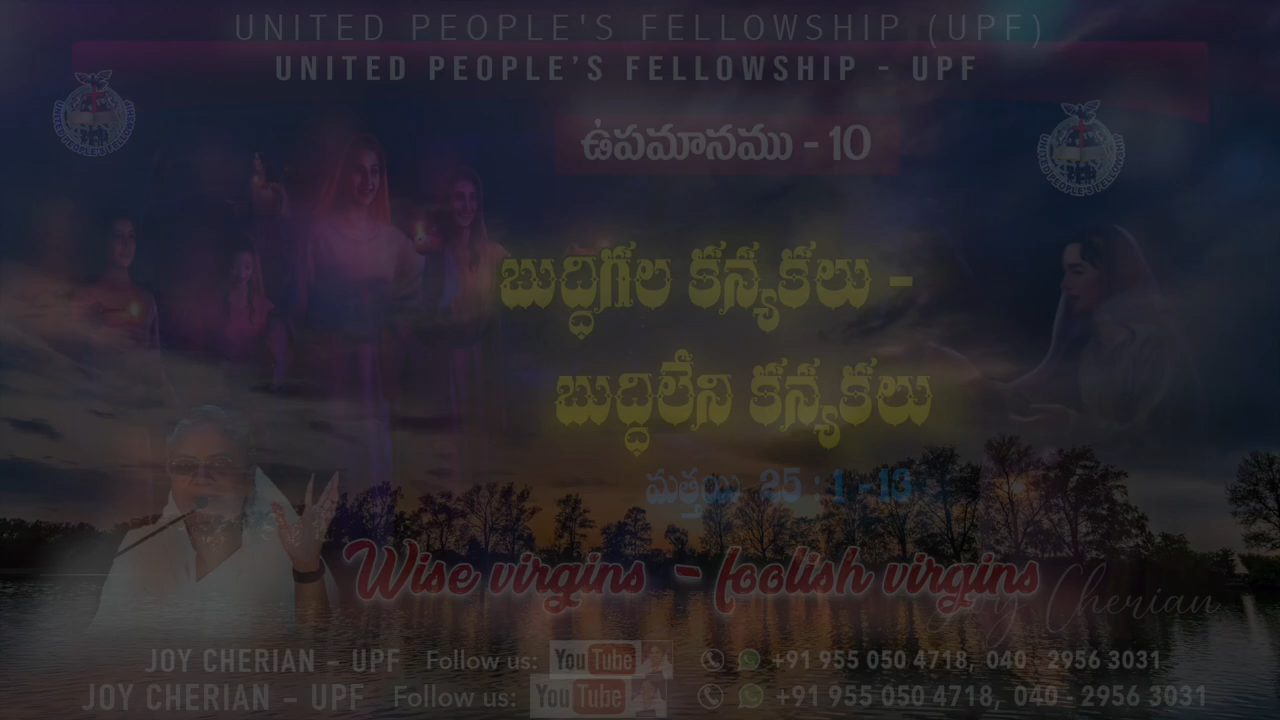 UNITED PEOPLE'S FELLOWSHIP (UPF)
UNITED PEOPLE'S FELLOWSHIP - UPF
ఉపమానము - 10
బుద్ధిగల కన్యకలు -
బుద్ధిలేని కన్యకలు
మత్తయి 25 : 1 -13
Wise virgins - foolish virgins
Joy Cherian
JOY CHERIAN – UPF Follow us: YouTube +91 955 050 4718, 040 - 2956 3031
JOY CHERIAN – UPF Follow us: YouTube +91 955 050 4718, 040 - 2956 3031